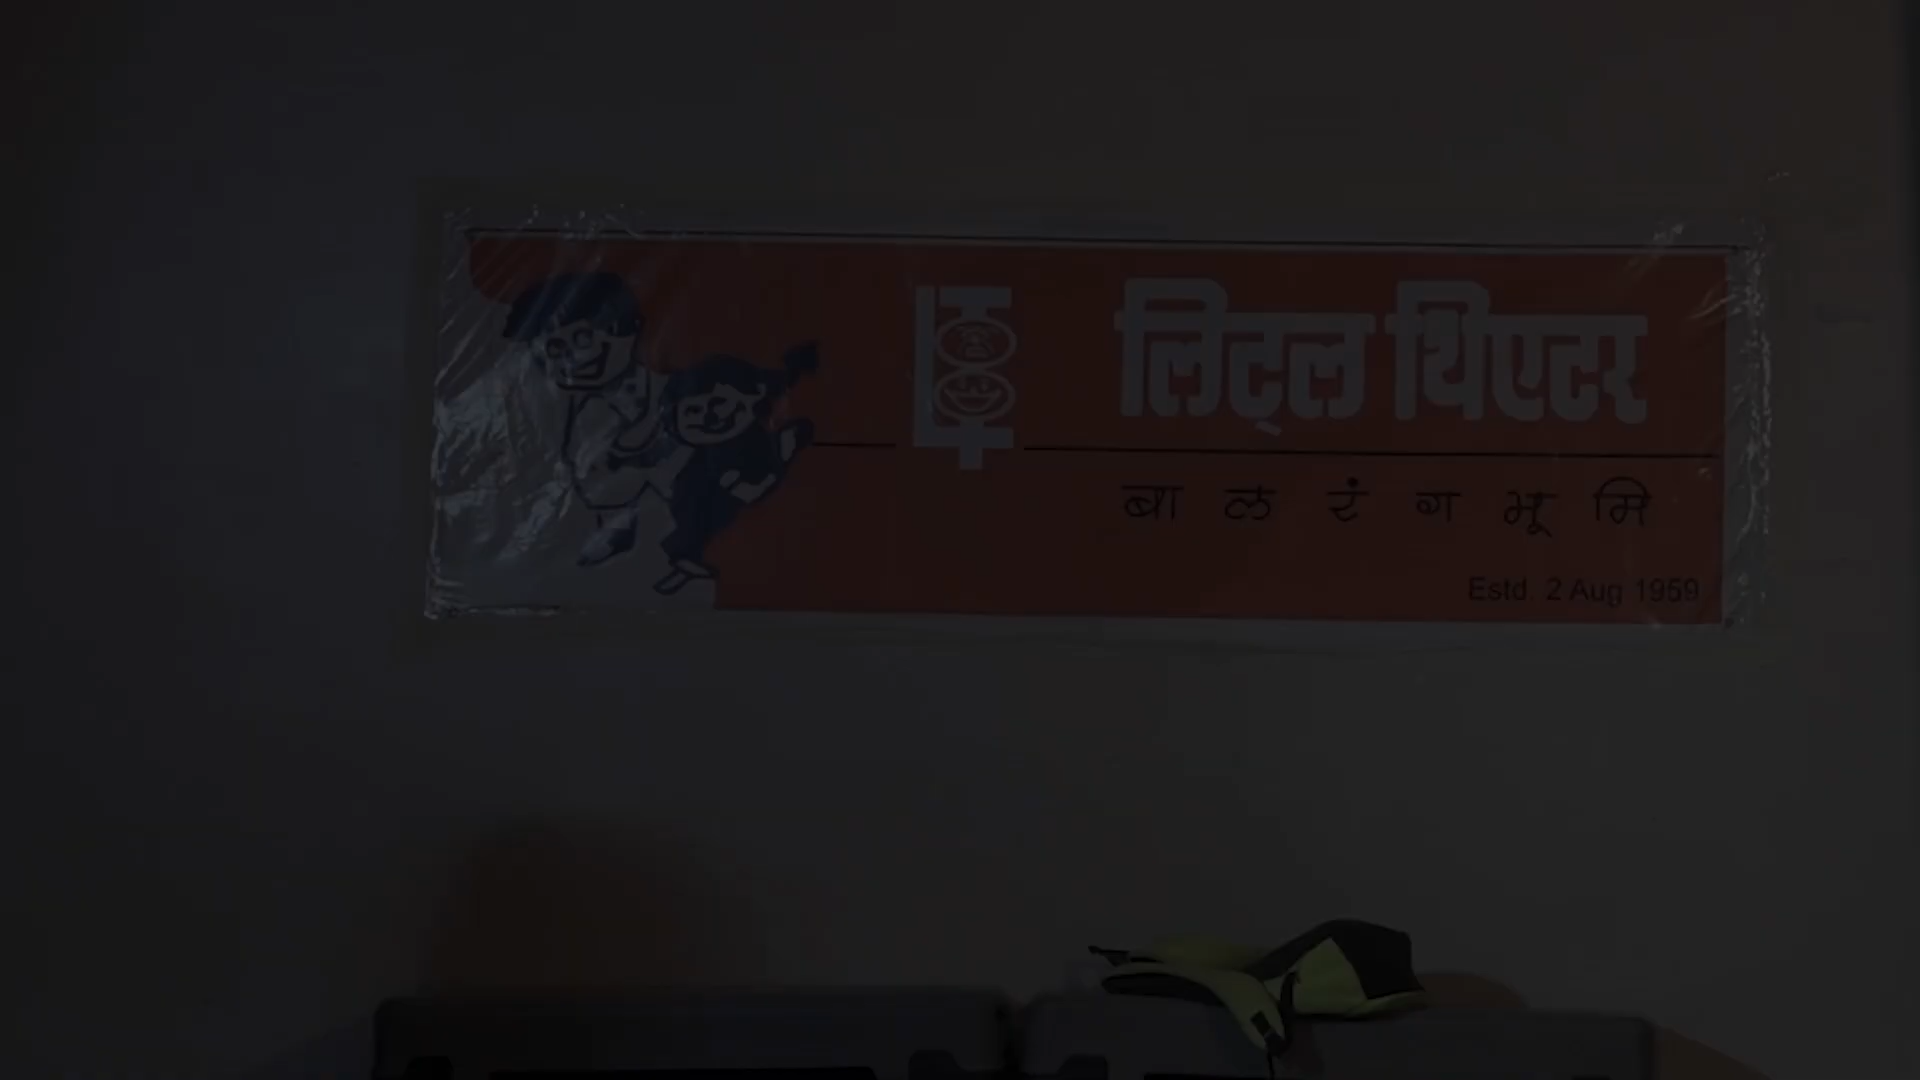 लिट्ल थिएटर
बा ल रं ग भू मि
Estd. 2 Aug 1959